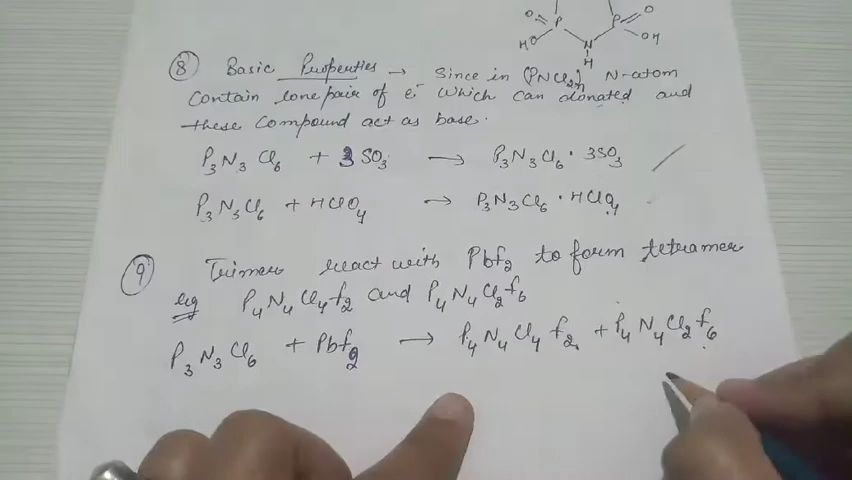 O P P O
HO N OH
H
(8) Basic Properties → Since in (PNCl2)n N-atom
Contain lone pair of e⁻ which can donated and
these Compound act as base.
P3N3Cl6 + 3SO3 → P3N3Cl6 · 3SO3
P3N3Cl6 + HClO4 → P3N3Cl6 · HClO4
(9) Trimer react with Pbf2 to form tetramer
eg P4N4Cl4f2 and P4N4Cl2f6
P3N3Cl6 + Pbf2 → P4N4Cl4f2 + P4N4Cl2f6